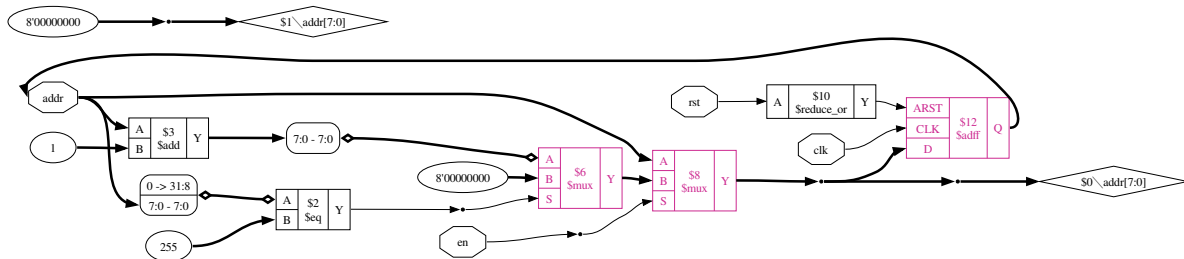 8'00000000
$1\addr[7:0]
addr
1
A
B
$3
$add
Y
7:0 - 7:0
0 -> 31:8
7:0 - 7:0
255
A
B
$2
$eq
Y
8'00000000
en
A
B
S
$6
$mux
Y
A
B
S
$8
$mux
Y
rst
A
$10
$reduce_or
Y
clk
ARST
CLK
D
$12
$adff
Q
$0\addr[7:0]